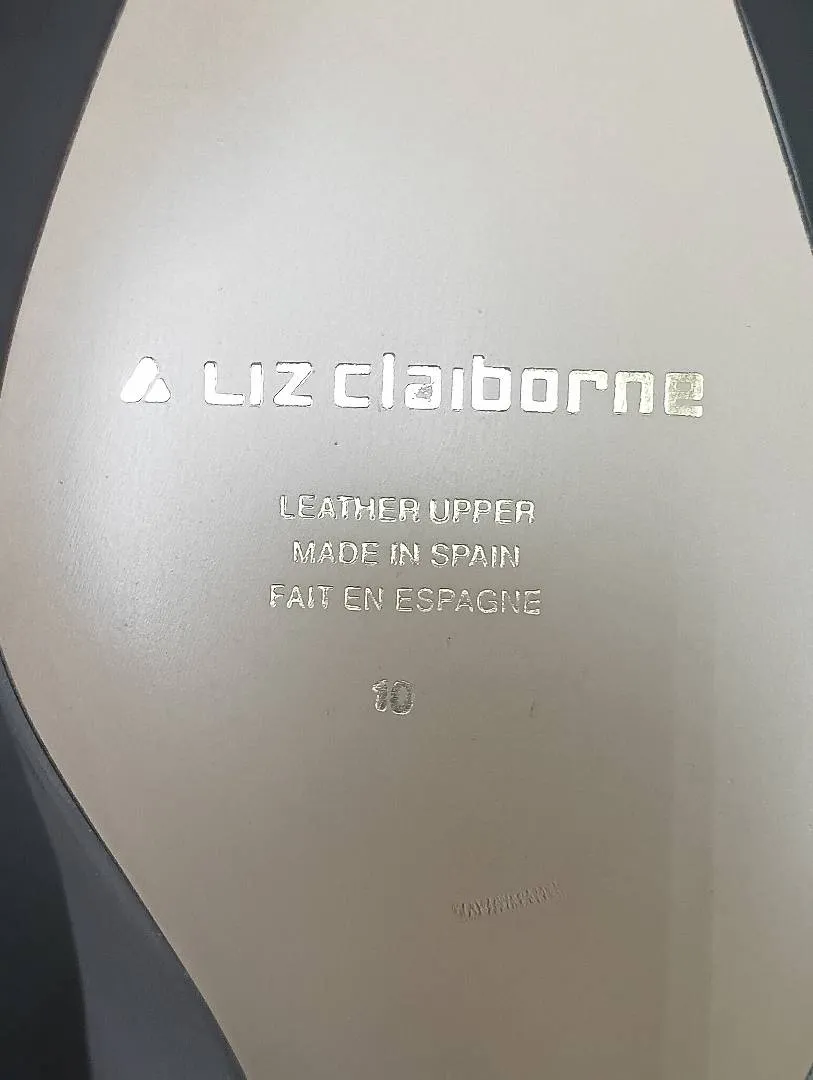 LIZ claiborne
LEATHER UPPER
MADE IN SPAIN
FAIT EN ESPAGNE
10